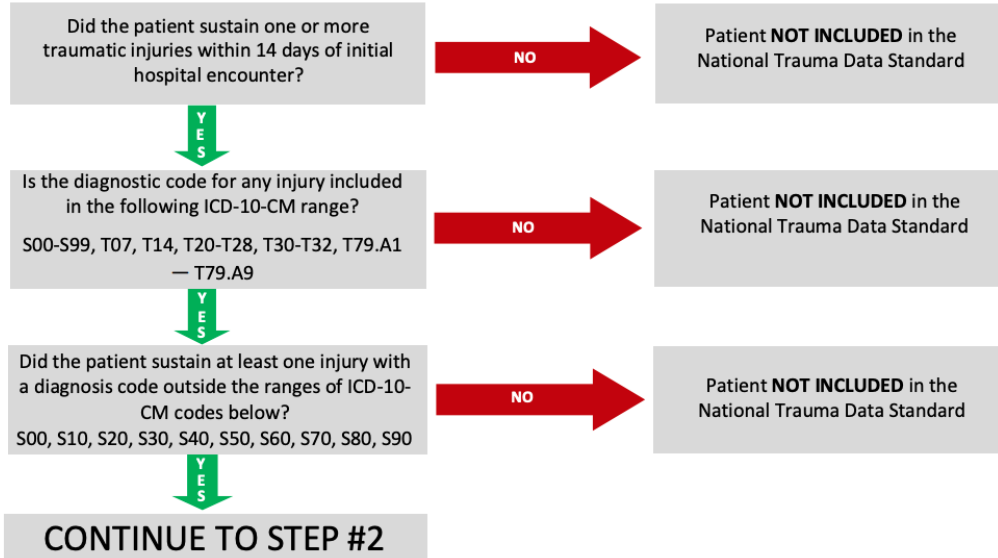 Did the patient sustain one or more
traumatic injuries within 14 days of initial
hospital encounter?
NO
Patient NOT INCLUDED in the
National Trauma Data Standard
YES
Is the diagnostic code for any injury included
in the following ICD-10-CM range?
S00-S99, T07, T14, T20-T28, T30-T32, T79.A1
— T79.A9
NO
Patient NOT INCLUDED in the
National Trauma Data Standard
YES
Did the patient sustain at least one injury with
a diagnosis code outside the ranges of ICD-10-
CM codes below?
S00, S10, S20, S30, S40, S50, S60, S70, S80, S90
NO
Patient NOT INCLUDED in the
National Trauma Data Standard
YES
CONTINUE TO STEP #2